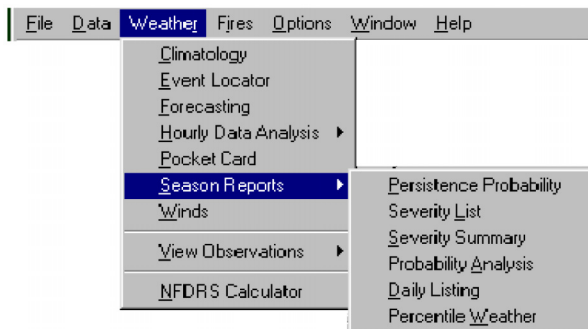 File Data Weather Fires Options Window Help
Climatology
Event Locator
Forecasting
Hourly Data Analysis
Pocket Card
Season Reports
Winds
View Observations
NFDRS Calculator
Persistence Probability
Severity List
Severity Summary
Probability Analysis
Daily Listing
Percentile Weather